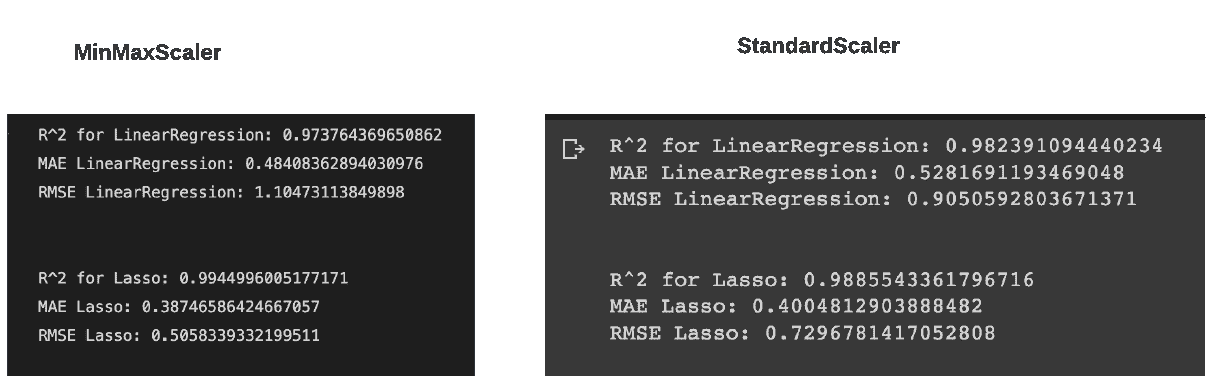 MinMaxScaler
R^2 for LinearRegression: 0.973764369650862
MAE LinearRegression: 0.48408362894030976
RMSE LinearRegression: 1.10473113849898
R^2 for Lasso: 0.9944996005177171
MAE Lasso: 0.38746586424667057
RMSE Lasso: 0.5058339332199511
StandardScaler
R^2 for LinearRegression: 0.982391094440234
MAE LinearRegression: 0.5281691193469048
RMSE LinearRegression: 0.9050592803671371
R^2 for Lasso: 0.9885543361796716
MAE Lasso: 0.4004812903888482
RMSE Lasso: 0.7296781417052808